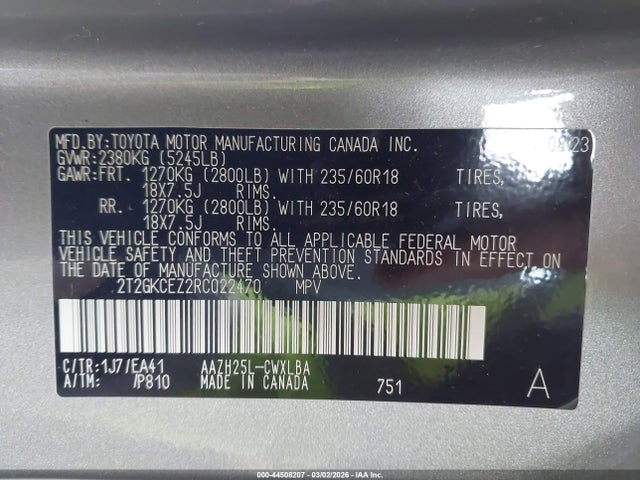 MFD.BY:TOYOTA MOTOR MANUFACTURING CANADA INC. 08/23
GVWR:2380KG (5245LB)
GAWR:FRT. 1270KG (2800LB) WITH 235/60R18 TIRES,
18X7.5J RIMS.
RR. 1270KG (2800LB) WITH 235/60R18 TIRES,
18X7.5J RIMS.
THIS VEHICLE CONFORMS TO ALL APPLICABLE FEDERAL MOTOR
VEHICLE SAFETY AND THEFT PREVENTION STANDARDS IN EFFECT ON
THE DATE OF MANUFACTURE SHOWN ABOVE.
2T2GKCEZ2RC022470 MPV
C/TR:1J7/EA41 AAZH25L-CWXLBA
A/TM: /P810 MADE IN CANADA 751 A
000-44508207 - 03/02/2026 - IAA Inc.